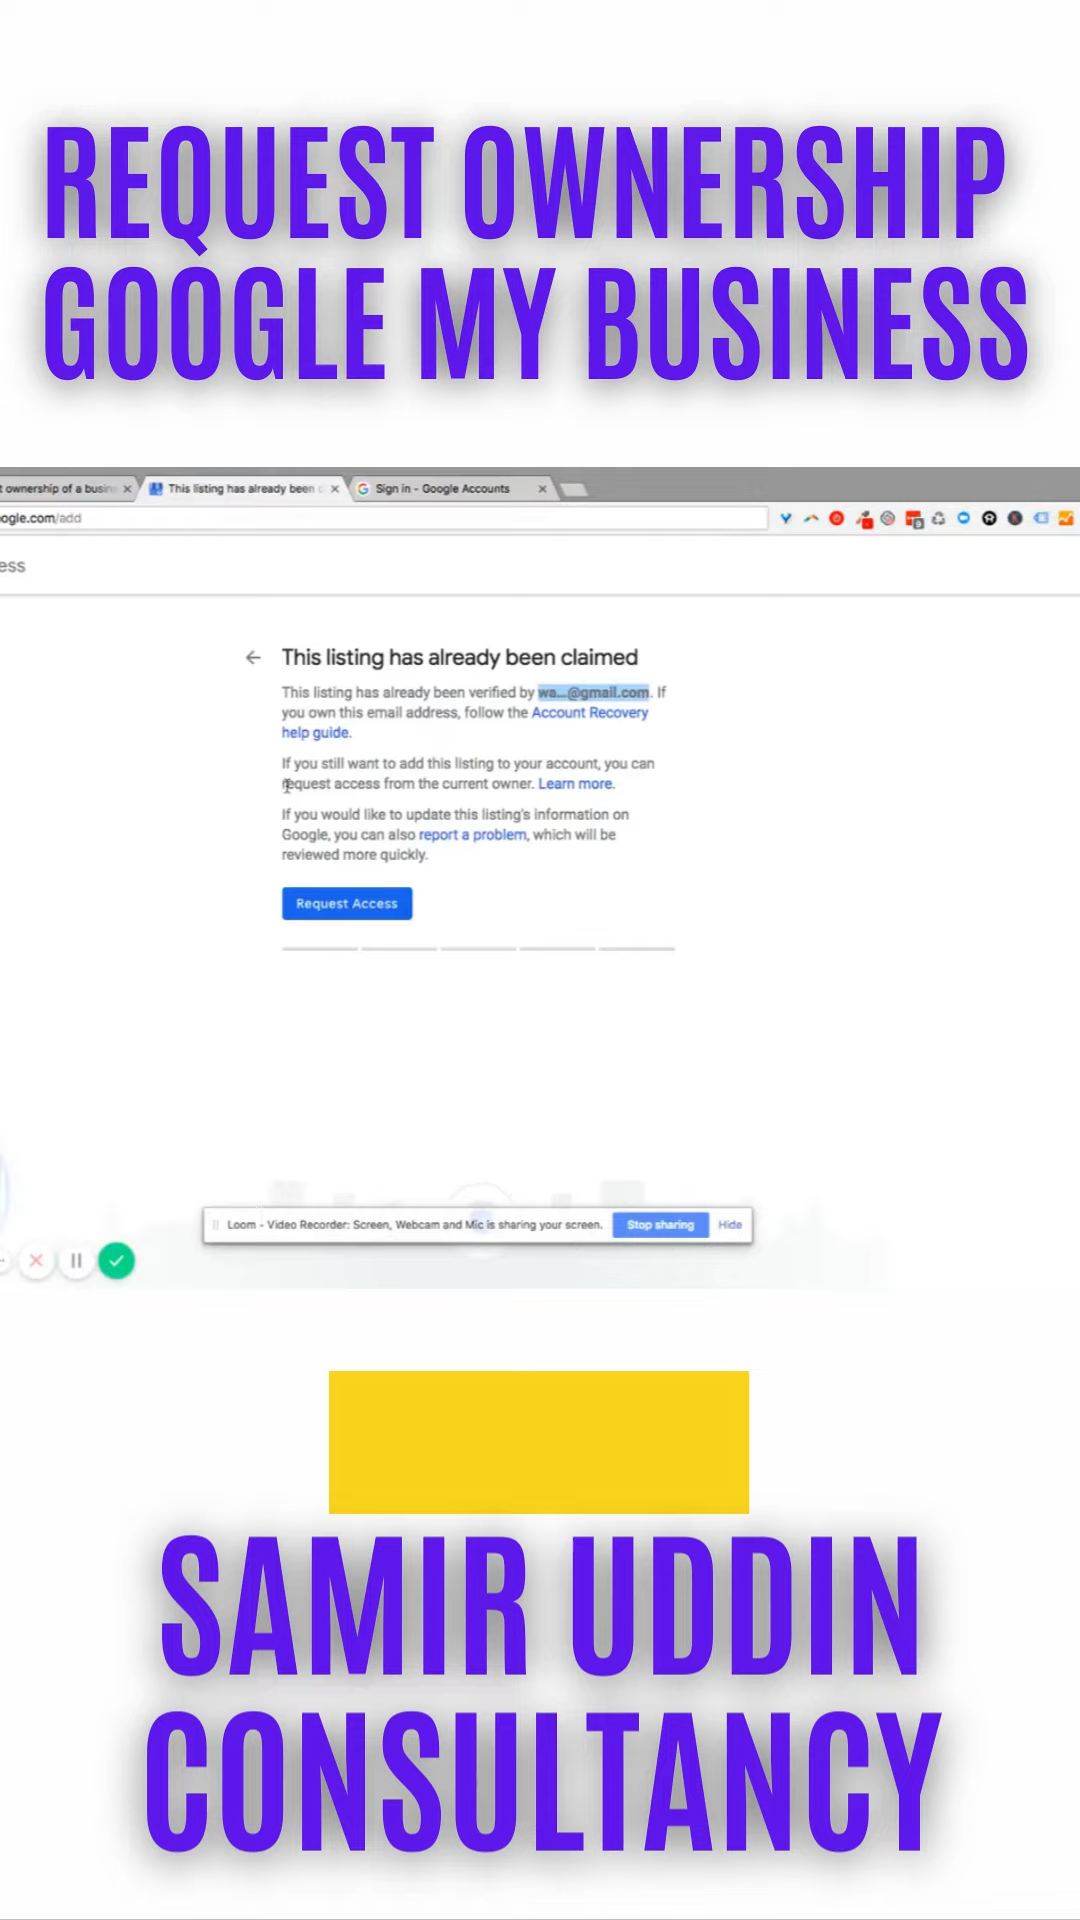 REQUEST OWNERSHIP
GOOGLE MY BUSINESS
t ownership of a busin
This listing has already been c
Sign in - Google Accounts
ogle.com/add
ess
This listing has already been claimed
This listing has already been verified by wa...@gmail.com. If
you own this email address, follow the Account Recovery
help guide.
If you still want to add this listing to your account, you can
request access from the current owner. Learn more.
If you would like to update this listing's information on
Google, you can also report a problem, which will be
reviewed more quickly.
Request Access
Loom - Video Recorder: Screen, Webcam and Mic is sharing your screen.
Stop sharing
Hide
SAMIR UDDIN
CONSULTANCY